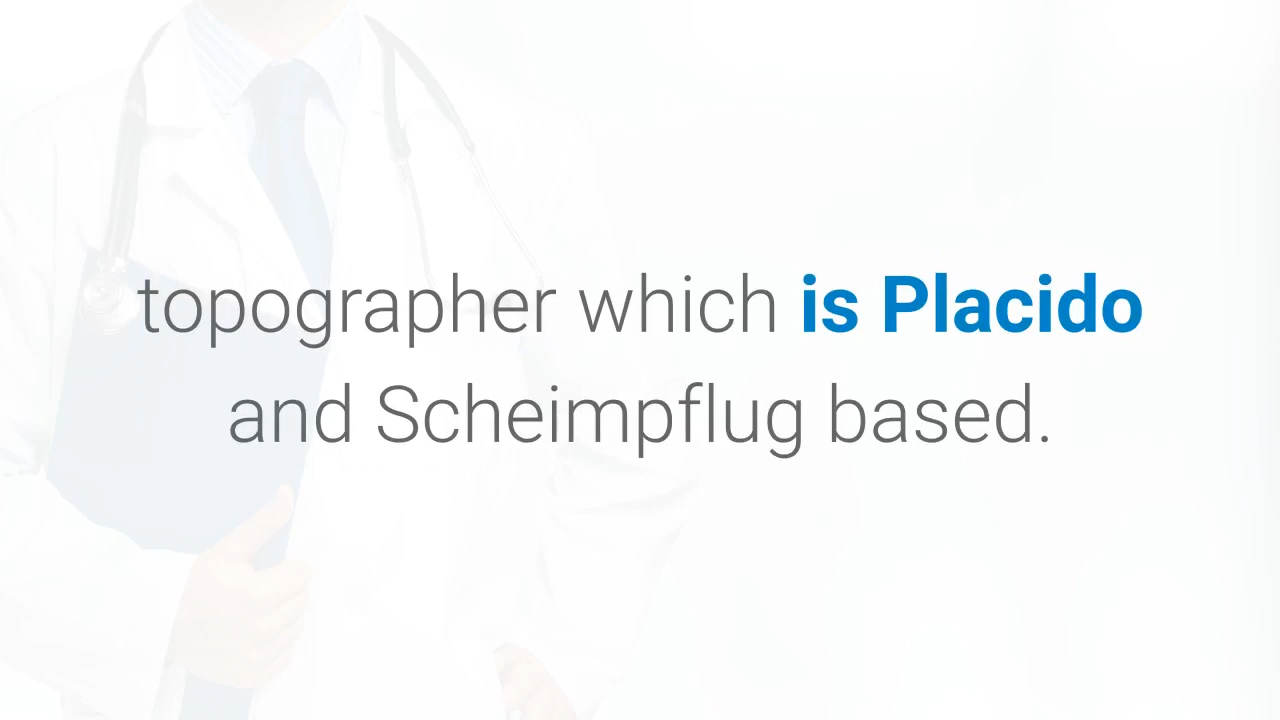 topographer which is Placido
and Scheimpflug based.